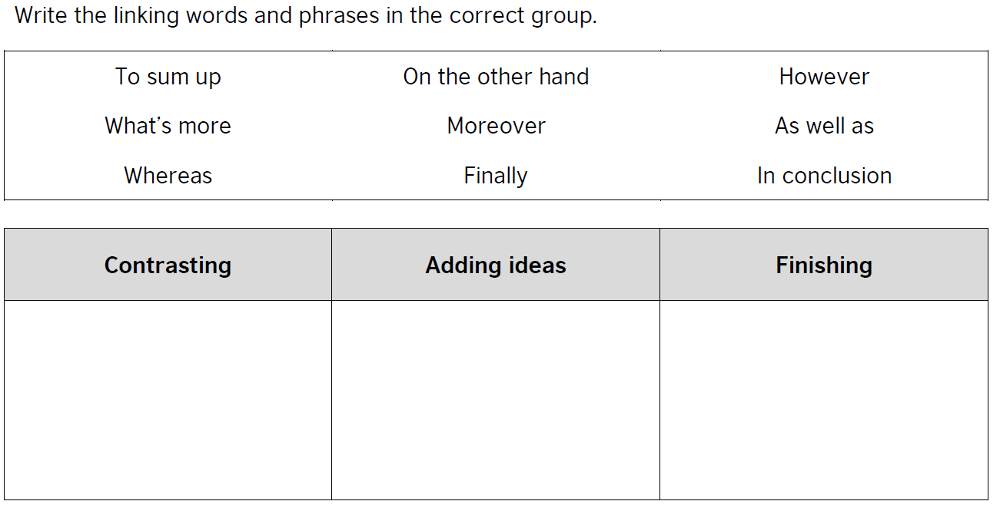 Write the linking words and phrases in the correct group.
To sum up On the other hand However
What’s more Moreover As well as
Whereas Finally In conclusion
Contrasting Adding ideas Finishing